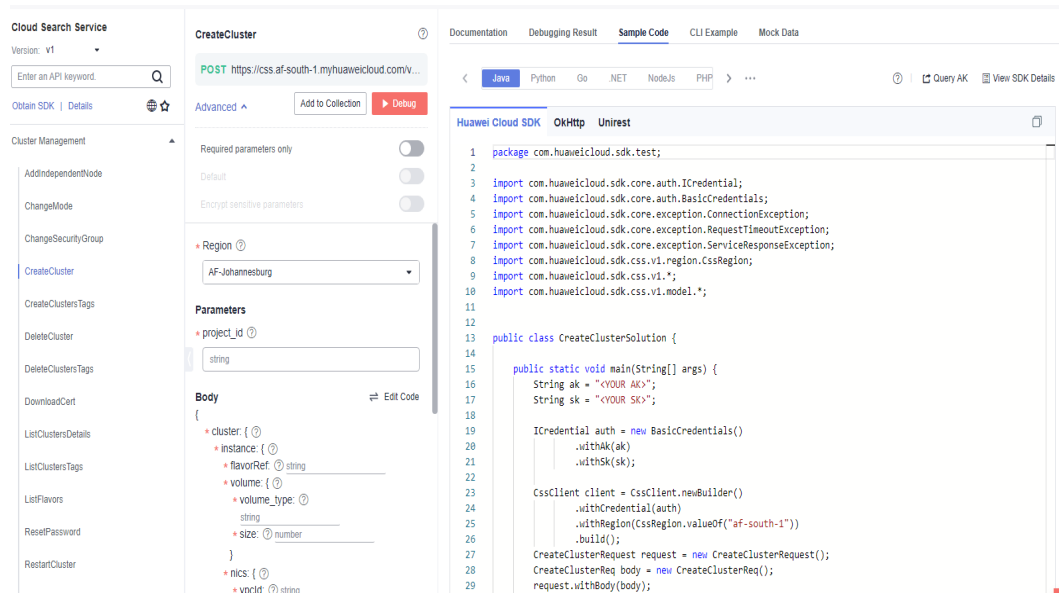 Cloud Search Service
Version: v1
Enter an API keyword.
Obtain SDK | Details
Cluster Management
AddIndependentNode
ChangeMode
ChangeSecurityGroup
CreateCluster
CreateClustersTags
DeleteCluster
DeleteClustersTags
DownloadCert
ListClustersDetails
ListClustersTags
ListFlavors
ResetPassword
RestartCluster
CreateCluster
POST https://css.af-south-1.myhuaweicloud.com/v...
Advanced
Add to Collection
Debug
Required parameters only
Default
Encrypt sensitive parameters
* Region
AF-Johannesburg
Parameters
* project_id
string
Body
Edit Code
{
* cluster: {
* instance: {
* flavorRef: string
* volume: {
* volume_type:
string
* size: number
}
* nics: {
* vpcId: string
Documentation Debugging Result Sample Code CLI Example Mock Data
Java Python Go .NET NodeJs PHP ...
Query AK View SDK Details
Huawei Cloud SDK OkHttp Unirest
1 package com.huaweicloud.sdk.test;
2
3 import com.huaweicloud.sdk.core.auth.ICredential;
4 import com.huaweicloud.sdk.core.auth.BasicCredentials;
5 import com.huaweicloud.sdk.core.exception.ConnectionException;
6 import com.huaweicloud.sdk.core.exception.RequestTimeoutException;
7 import com.huaweicloud.sdk.core.exception.ServiceResponseException;
8 import com.huaweicloud.sdk.css.v1.region.CssRegion;
9 import com.huaweicloud.sdk.css.v1.*;
10 import com.huaweicloud.sdk.css.v1.model.*;
11
12
13 public class CreateClusterSolution {
14
15 public static void main(String[] args) {
16 String ak = "<YOUR AK>";
17 String sk = "<YOUR SK>";
18
19 ICredential auth = new BasicCredentials()
20 .withAk(ak)
21 .withSk(sk);
22
23 CssClient client = CssClient.newBuilder()
24 .withCredential(auth)
25 .withRegion(CssRegion.valueOf("af-south-1"))
26 .build();
27 CreateClusterRequest request = new CreateClusterRequest();
28 CreateClusterReq body = new CreateClusterReq();
29 request.withBody(body);